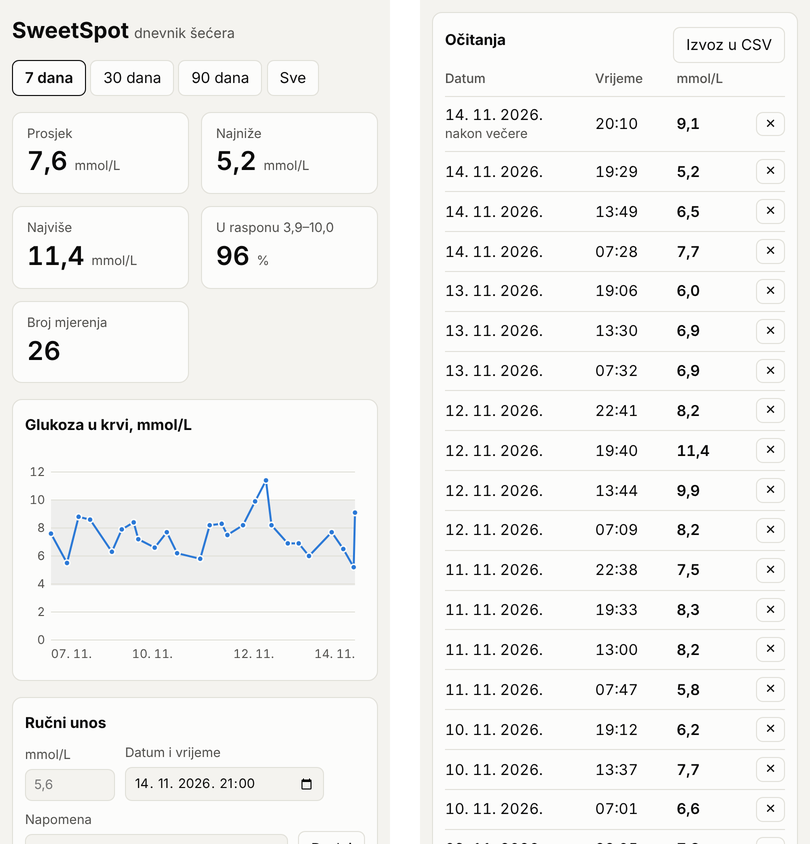 SweetSpot dnevnik šećera
7 dana 30 dana 90 dana Sve
Prosjek
7,6 mmol/L
Najniže
5,2 mmol/L
Najviše
11,4 mmol/L
U rasponu 3,9–10,0
96 %
Broj mjerenja
26
Glukoza u krvi, mmol/L
12
10
8
6
4
2
0
07. 11. 10. 11. 12. 11. 14. 11.
Ručni unos
mmol/L
5,6
Datum i vrijeme
14. 11. 2026. 21:00
Napomena
Očitanja
Izvoz u CSV
Datum Vrijeme mmol/L
14. 11. 2026. 20:10 9,1 ×
nakon večere
14. 11. 2026. 19:29 5,2 ×
14. 11. 2026. 13:49 6,5 ×
14. 11. 2026. 07:28 7,7 ×
13. 11. 2026. 19:06 6,0 ×
13. 11. 2026. 13:30 6,9 ×
13. 11. 2026. 07:32 6,9 ×
12. 11. 2026. 22:41 8,2 ×
12. 11. 2026. 19:40 11,4 ×
12. 11. 2026. 13:44 9,9 ×
12. 11. 2026. 07:09 8,2 ×
11. 11. 2026. 22:38 7,5 ×
11. 11. 2026. 19:33 8,3 ×
11. 11. 2026. 13:00 8,2 ×
11. 11. 2026. 07:47 5,8 ×
10. 11. 2026. 19:12 6,2 ×
10. 11. 2026. 13:37 7,7 ×
10. 11. 2026. 07:01 6,6 ×